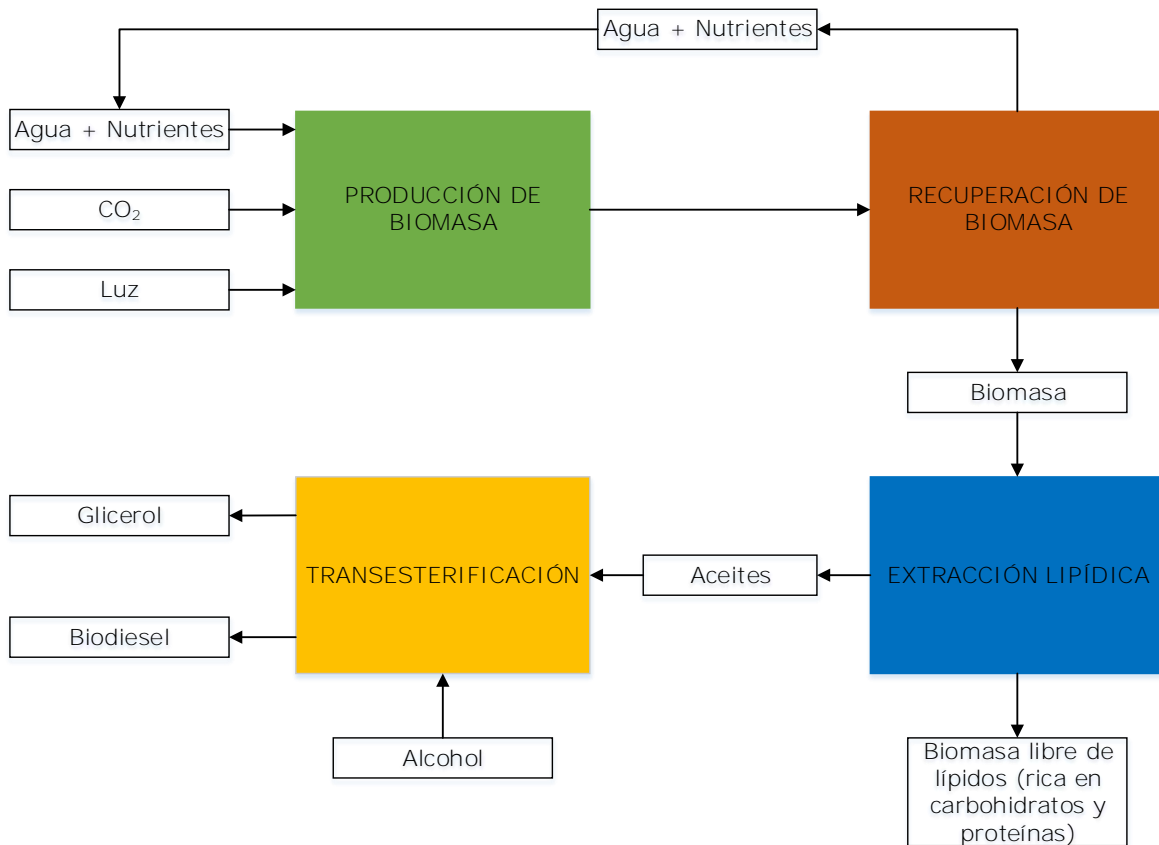 Agua + Nutrientes
Agua + Nutrientes
CO₂
Luz
PRODUCCIÓN DE
BIOMASA
RECUPERACIÓN DE
BIOMASA
Biomasa
Glicerol
Biodiesel
TRANSESTERIFICACIÓN
Aceites
EXTRACCIÓN LIPÍDICA
Alcohol
Biomasa libre de
lípidos (rica en
carbohidratos y
proteínas)